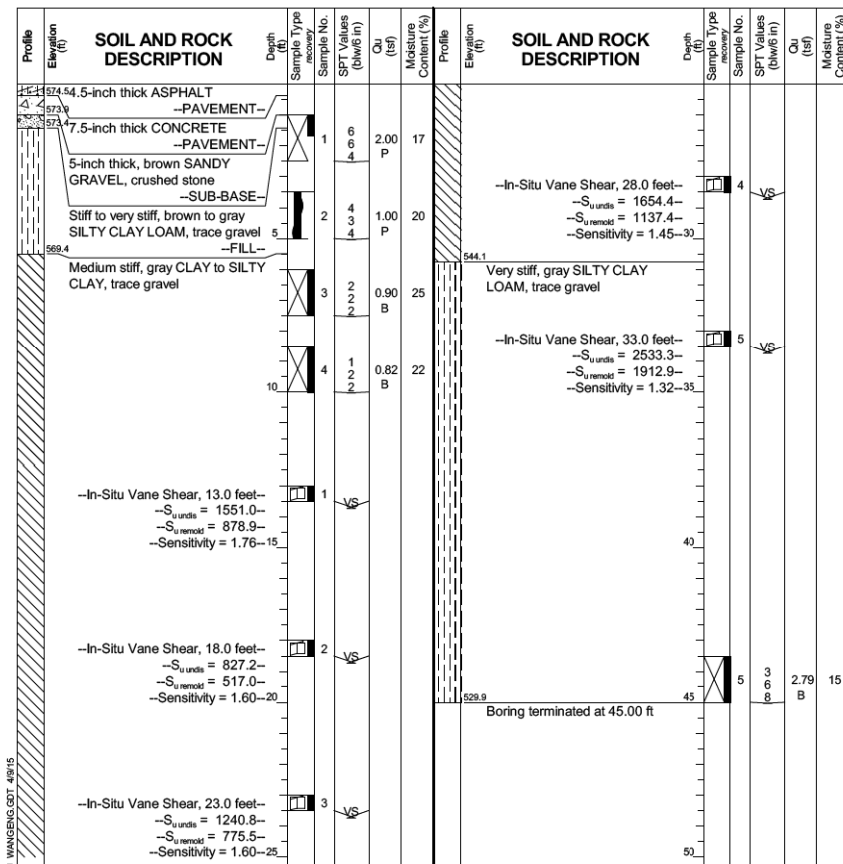 Profile
Elevation
(ft)
SOIL AND ROCK
DESCRIPTION
Depth
(ft)
Sample Type
recovery
Sample No.
SPT Values
(blw/6 in)
Qu
(tsf)
Moisture
Content (%)
574.5 4.5-inch thick ASPHALT
--PAVEMENT--
573.9
7.5-inch thick CONCRETE
--PAVEMENT--
573.4
5-inch thick, brown SANDY
GRAVEL, crushed stone
--SUB-BASE--
1
6
6
4
2.00
P
17
Stiff to very stiff, brown to gray
SILTY CLAY LOAM, trace gravel
--FILL--
5
2
4
3
4
1.00
P
20
569.4
Medium stiff, gray CLAY to SILTY
CLAY, trace gravel
3
2
2
2
0.90
B
25
4
1
2
2
0.82
B
22
10
--In-Situ Vane Shear, 13.0 feet--
1
VS
--Su undis = 1551.0--
--Su remold = 878.9--
--Sensitivity = 1.76--15
--In-Situ Vane Shear, 18.0 feet--
2
VS
--Su undis = 827.2--
--Su remold = 517.0--
--Sensitivity = 1.60--20
--In-Situ Vane Shear, 23.0 feet--
3
VS
--Su undis = 1240.8--
--Su remold = 775.5--
--Sensitivity = 1.60--25
WANGENG.GDT 4/9/15
Profile
Elevation
(ft)
SOIL AND ROCK
DESCRIPTION
Depth
(ft)
Sample Type
recovery
Sample No.
SPT Values
(blw/6 in)
Qu
(tsf)
Moisture
Content (%)
--In-Situ Vane Shear, 28.0 feet--
4
VS
--Su undis = 1654.4--
--Su remold = 1137.4--
--Sensitivity = 1.45--30
544.1
Very stiff, gray SILTY CLAY
LOAM, trace gravel
--In-Situ Vane Shear, 33.0 feet--
5
VS
--Su undis = 2533.3--
--Su remold = 1912.9--
--Sensitivity = 1.32--35
40
5
3
6
8
2.79
B
15
45
529.9
Boring terminated at 45.00 ft
50